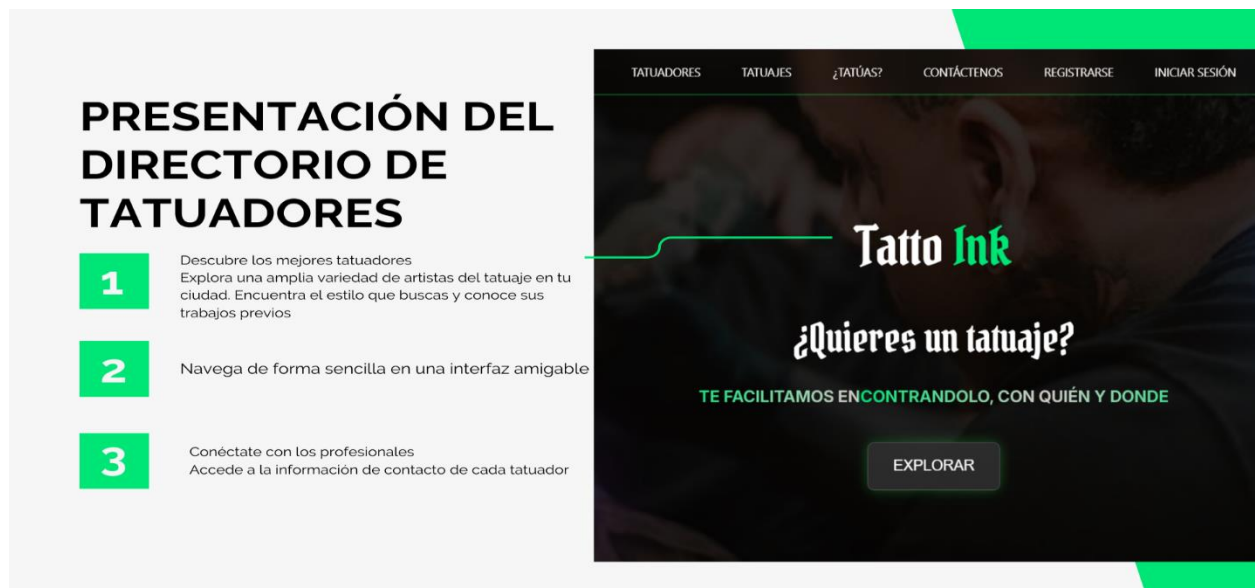 PRESENTACIÓN DEL
DIRECTORIO DE
TATUADORES
1
Descubre los mejores tatuadores
Explora una amplia variedad de artistas del tatuaje en tu
ciudad. Encuentra el estilo que buscas y conoce sus
trabajos previos
2
Navega de forma sencilla en una interfaz amigable
3
Conéctate con los profesionales
Accede a la información de contacto de cada tatuador
TATUADORES TATUAJES ¿TATÚAS? CONTÁCTENOS REGISTRARSE INICIAR SESIÓN
Tatto Ink
¿Quieres un tatuaje?
TE FACILITAMOS ENCONTRANDOLO, CON QUIÉN Y DONDE
EXPLORAR